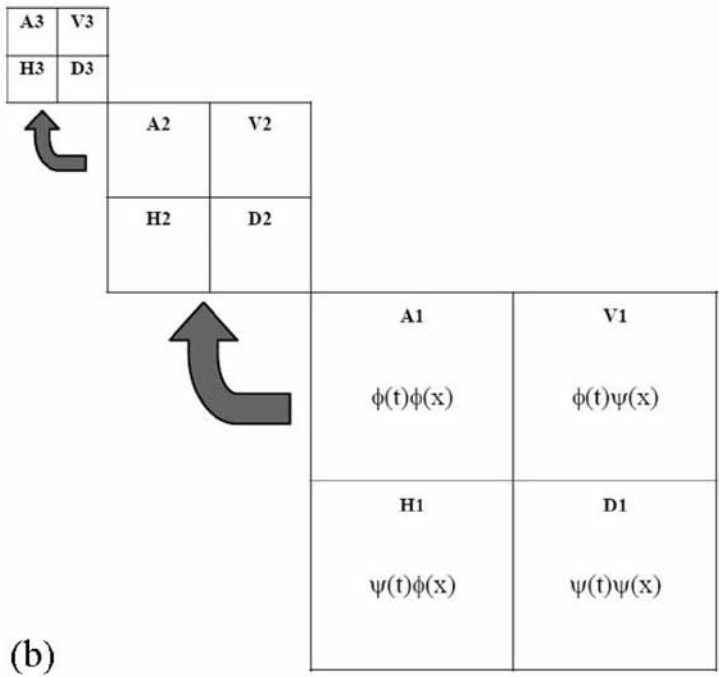 A3 V3
H3 D3
A2 V2
H2 D2
A1 V1
ϕ(t)ϕ(x) ϕ(t)ψ(x)
H1 D1
ψ(t)ϕ(x) ψ(t)ψ(x)
(b)